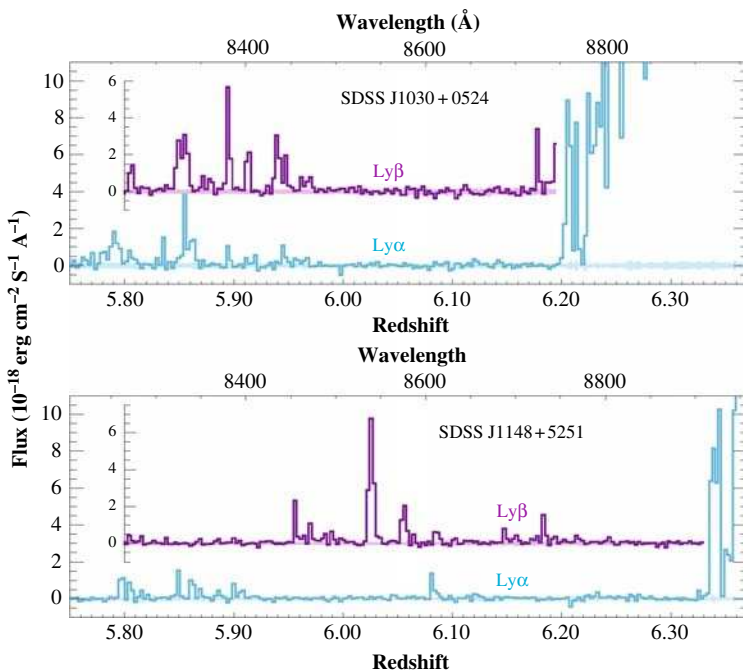 Wavelength (Å)
8400 8600 8800
SDSS J1030 + 0524
10
8
6
4
2
0
6
4
2
0
Lyβ
Lyα
5.80 5.90 6.00 6.10 6.20 6.30
Redshift
Flux (10⁻¹⁸ erg cm⁻² S⁻¹ A⁻¹)
Wavelength
8400 8600 8800
SDSS J1148 + 5251
10
8
6
4
2
0
6
4
2
0
Lyβ
Lyα
5.80 5.90 6.00 6.10 6.20 6.30
Redshift